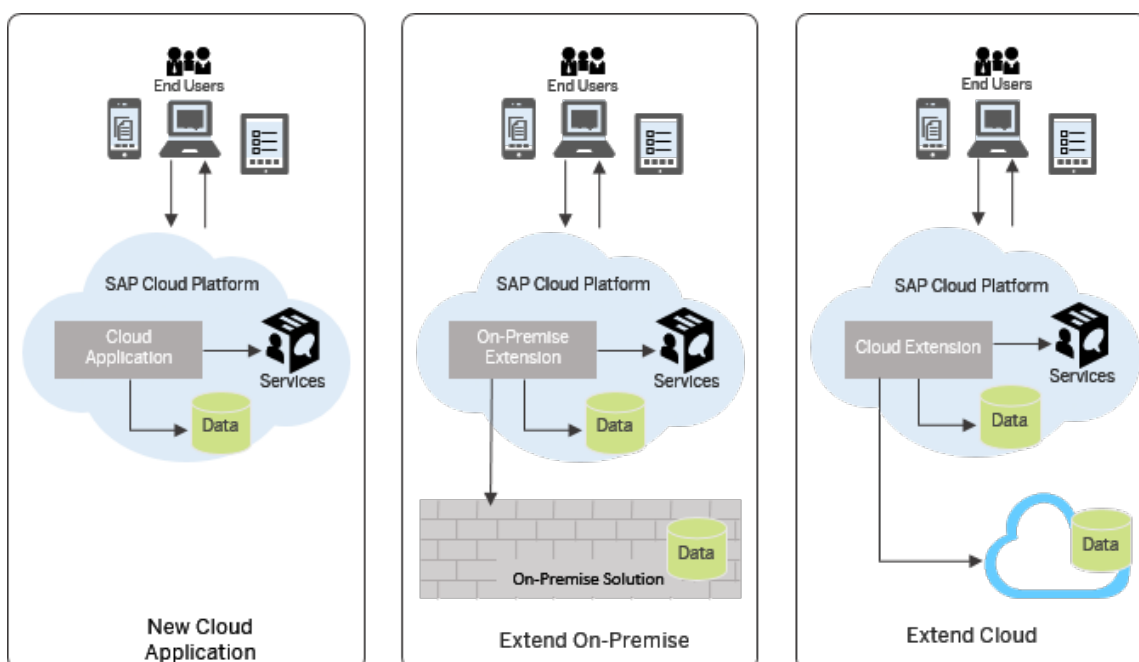 End Users
SAP Cloud Platform
Cloud
Application
Services
Data
New Cloud
Application
End Users
SAP Cloud Platform
On-Premise
Extension
Services
Data
Data
On-Premise Solution
Extend On-Premise
End Users
SAP Cloud Platform
Cloud Extension
Services
Data
Data
Extend Cloud